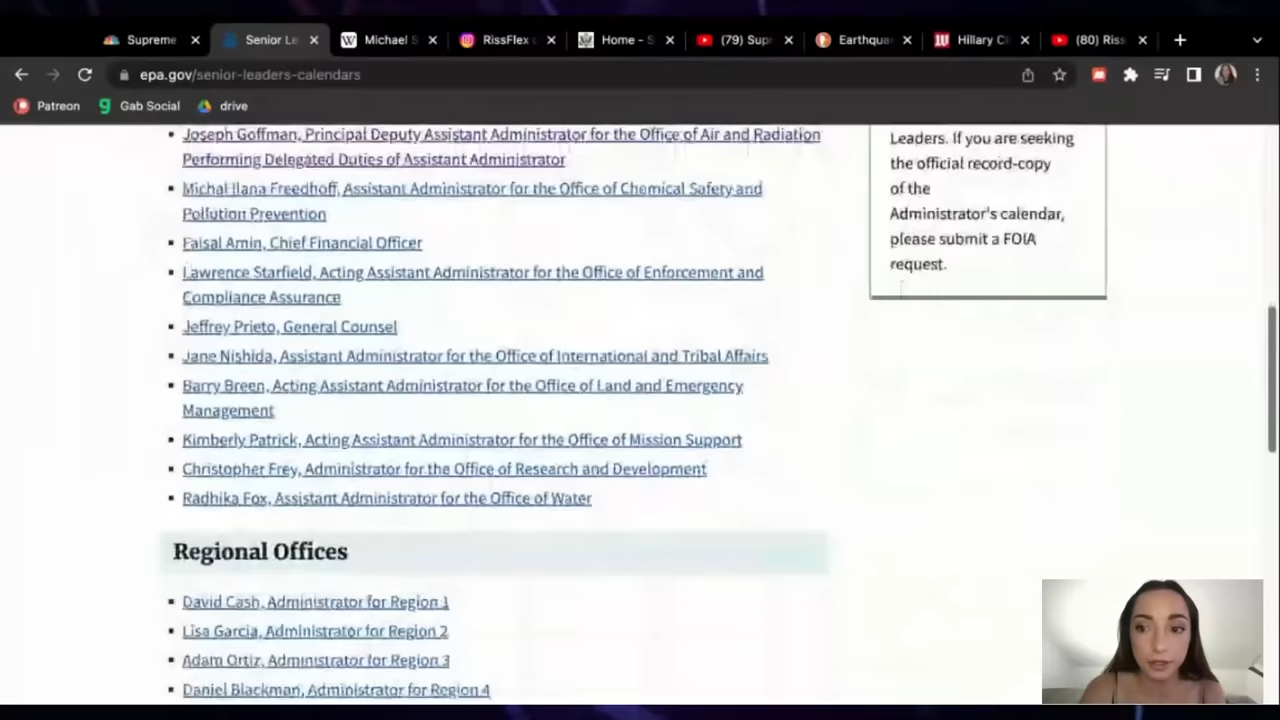 Supreme
Senior Le
Michael S
RissFlex
Home - S
(79) Supr
Earthqua
Hillary Cl
(80) Riss
epa.gov/senior-leaders-calendars
Patreon
Gab Social
drive
Joseph Goffman, Principal Deputy Assistant Administrator for the Office of Air and Radiation
Performing Delegated Duties of Assistant Administrator
Michal Ilana Freedhoff, Assistant Administrator for the Office of Chemical Safety and
Pollution Prevention
Faisal Amin, Chief Financial Officer
Lawrence Starfield, Acting Assistant Administrator for the Office of Enforcement and
Compliance Assurance
Jeffrey Prieto, General Counsel
Jane Nishida, Assistant Administrator for the Office of International and Tribal Affairs
Barry Breen, Acting Assistant Administrator for the Office of Land and Emergency
Management
Kimberly Patrick, Acting Assistant Administrator for the Office of Mission Support
Christopher Frey, Administrator for the Office of Research and Development
Radhika Fox, Assistant Administrator for the Office of Water
Regional Offices
David Cash, Administrator for Region 1
Lisa Garcia, Administrator for Region 2
Adam Ortiz, Administrator for Region 3
Daniel Blackman, Administrator for Region 4
Leaders. If you are seeking
the official record-copy
of the
Administrator's calendar,
please submit a FOIA
request.